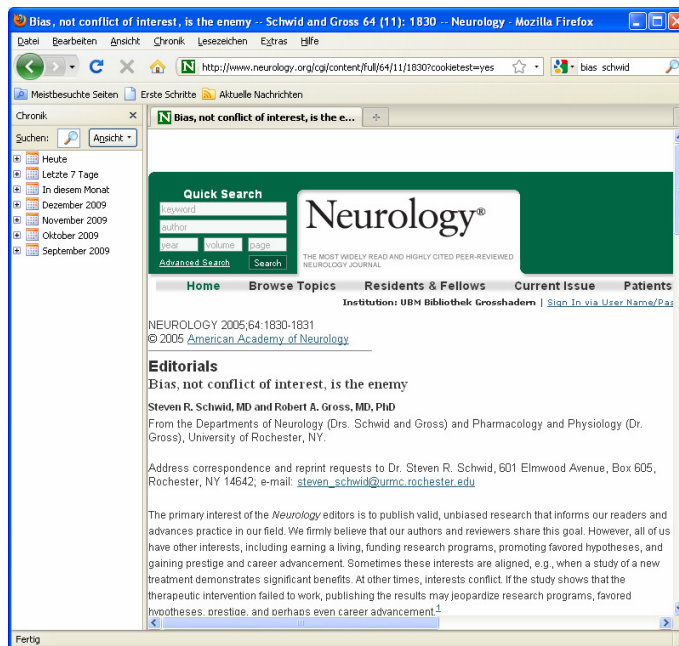 Bias, not conflict of interest, is the enemy -- Schwid and Gross 64 (11): 1830 -- Neurology - Mozilla Firefox
Datei Bearbeiten Ansicht Chronik Lesezeichen Extras Hilfe
http://www.neurology.org/cgi/content/full/64/11/1830?cookietest=yes
bias schwid
Meistbesuchte Seiten Erste Schritte Aktuelle Nachrichten
Chronik
Suchen: Ansicht
Heute
Letzte 7 Tage
In diesem Monat
Dezember 2009
November 2009
Oktober 2009
September 2009
Bias, not conflict of interest, is the e...
Quick Search
keyword
author
year volume page
Advanced Search Search
Neurology®
THE MOST WIDELY READ AND HIGHLY CITED PEER-REVIEWED
NEUROLOGY JOURNAL
Home Browse Topics Residents & Fellows Current Issue Patients
Institution: UBM Bibliothek Grosshadern | Sign In via User Name/Pas
NEUROLOGY 2005;64:1830-1831
© 2005 American Academy of Neurology
Editorials
Bias, not conflict of interest, is the enemy
Steven R. Schwid, MD and Robert A. Gross, MD, PhD
From the Departments of Neurology (Drs. Schwid and Gross) and Pharmacology and Physiology (Dr.
Gross), University of Rochester, NY.
Address correspondence and reprint requests to Dr. Steven R. Schwid, 601 Elmwood Avenue, Box 605,
Rochester, NY 14642; e-mail: steven_schwid@urmc.rochester.edu
The primary interest of the Neurology editors is to publish valid, unbiased research that informs our readers and
advances practice in our field. We firmly believe that our authors and reviewers share this goal. However, all of us
have other interests, including earning a living, funding research programs, promoting favored hypotheses, and
gaining prestige and career advancement. Sometimes these interests are aligned, e.g., when a study of a new
treatment demonstrates significant benefits. At other times, interests conflict. If the study shows that the
therapeutic intervention failed to work, publishing the results may jeopardize research programs, favored
hypotheses, prestige, and perhaps even career advancement.1
Fertig